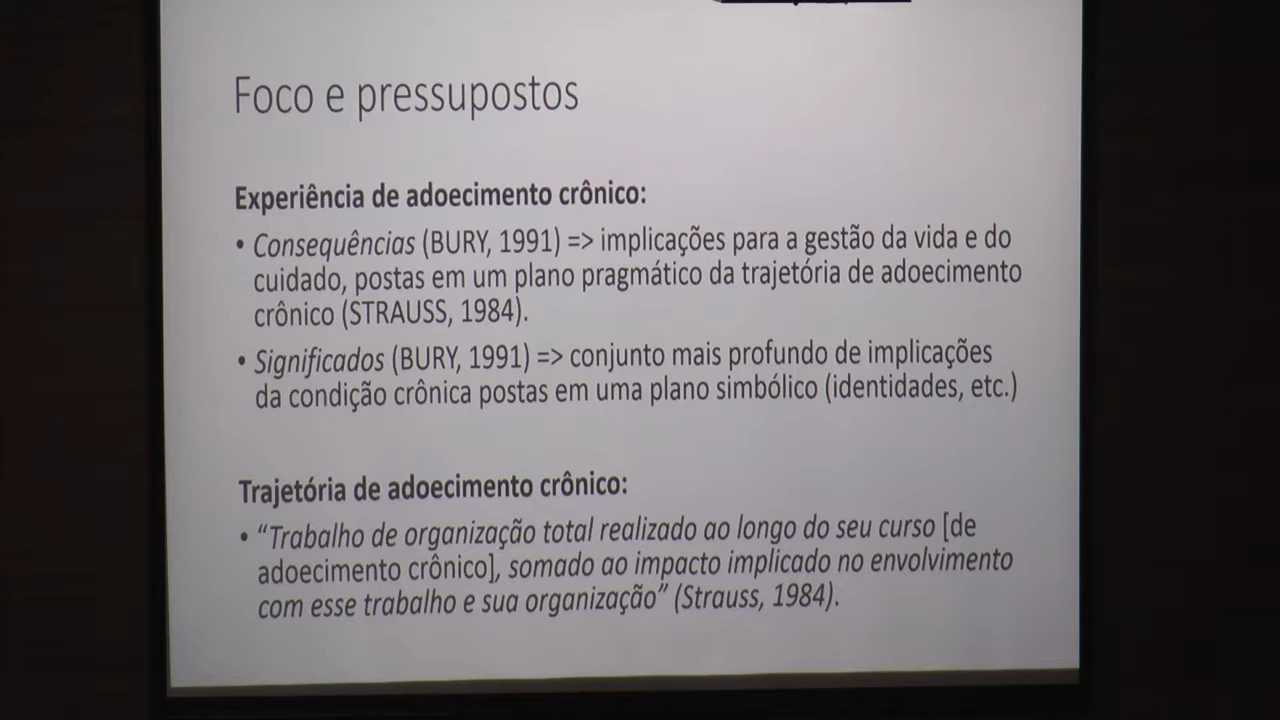 Foco e pressupostos
Experiência de adoecimento crônico:
• Consequências (BURY, 1991) => implicações para a gestão da vida e do
cuidado, postas em um plano pragmático da trajetória de adoecimento
crônico (STRAUSS, 1984).
• Significados (BURY, 1991) => conjunto mais profundo de implicações
da condição crônica postas em uma plano simbólico (identidades, etc.)
Trajetória de adoecimento crônico:
• “Trabalho de organização total realizado ao longo do seu curso [de
adoecimento crônico], somado ao impacto implicado no envolvimento
com esse trabalho e sua organização” (Strauss, 1984).